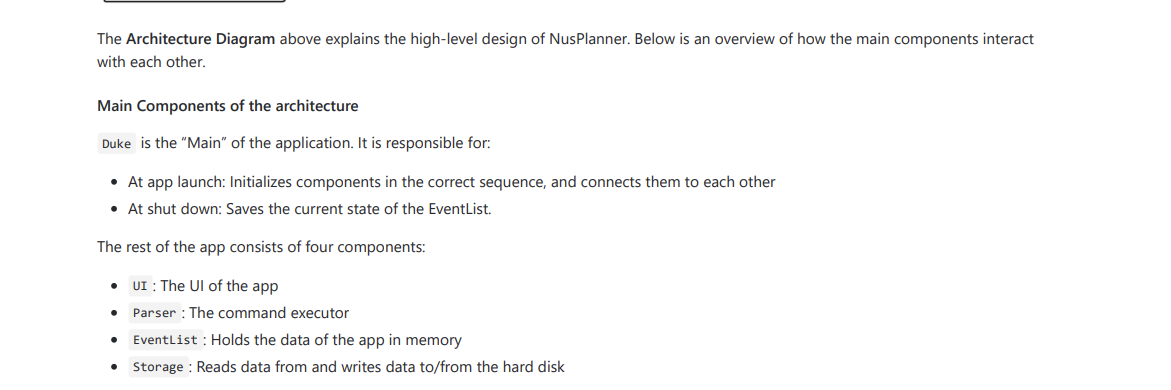 The Architecture Diagram above explains the high-level design of NusPlanner. Below is an overview of how the main components interact
with each other.
Main Components of the architecture
Duke is the “Main” of the application. It is responsible for:
• At app launch: Initializes components in the correct sequence, and connects them to each other
• At shut down: Saves the current state of the EventList.
The rest of the app consists of four components:
• UI : The UI of the app
• Parser : The command executor
• EventList : Holds the data of the app in memory
• Storage : Reads data from and writes data to/from the hard disk